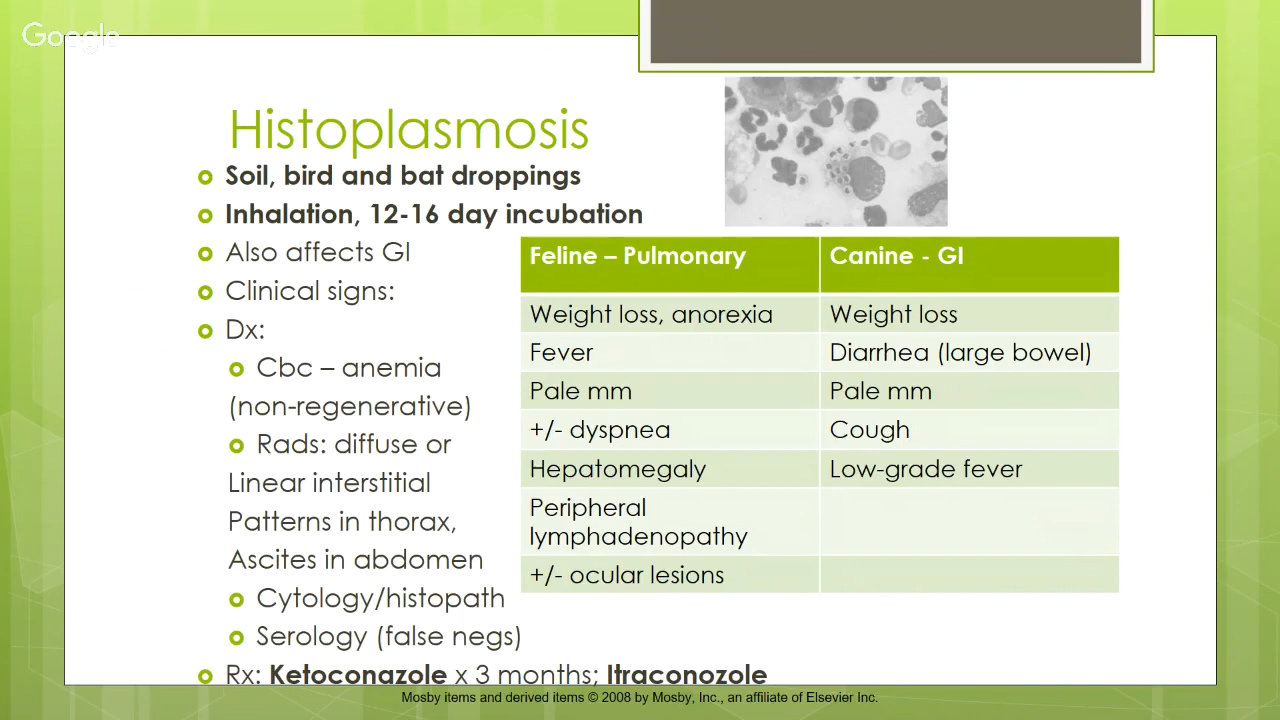 Google
Histoplasmosis
Soil, bird and bat droppings
Inhalation, 12-16 day incubation
Also affects GI
Clinical signs:
Dx:
Cbc – anemia
(non-regenerative)
Rads: diffuse or
Linear interstitial
Patterns in thorax,
Ascites in abdomen
Cytology/histopath
Serology (false negs)
Rx: Ketoconazole x 3 months; Itraconozole
Feline – Pulmonary Canine - GI
Weight loss, anorexia Weight loss
Fever Diarrhea (large bowel)
Pale mm Pale mm
+/- dyspnea Cough
Hepatomegaly Low-grade fever
Peripheral
lymphadenopathy
+/- ocular lesions
Mosby items and derived items © 2008 by Mosby, Inc., an affiliate of Elsevier Inc.